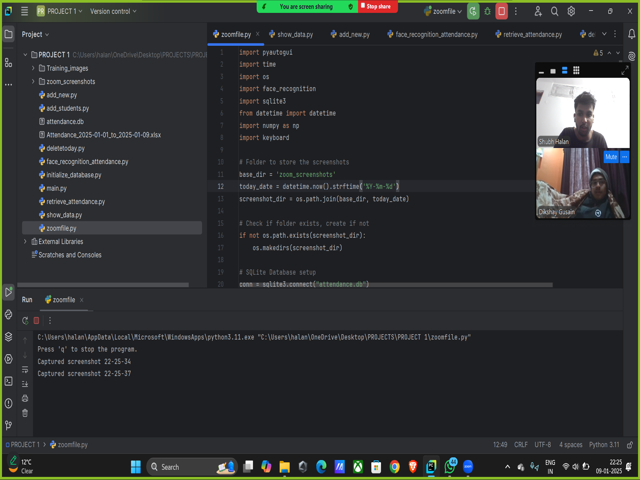 You are screen sharing
Stop share
PR PROJECT 1
Version control
zoomfile
Project
zoomfile.py
show_data.py
add_new.py
face_recognition_attendance.py
retrieve_attendance.py
PROJECT 1 C:\Users\halan\OneDrive\Desktop\PROJECTS\PROJ
Training_images
zoom_screenshots
add_new.py
add_students.py
attendance.db
Attendance_2025-01-01_to_2025-01-09.xlsx
deletetoday.py
face_recognition_attendance.py
initialize_database.py
main.py
retrieve_attendance.py
show_data.py
zoomfile.py
External Libraries
Scratches and Consoles
1 import pyautogui
2 import time
3 import os
4 import face_recognition
5 import sqlite3
6 from datetime import datetime
7 import numpy as np
8 import keyboard
9
10 # Folder to store the screenshots
11 base_dir = 'zoom_screenshots'
12 today_date = datetime.now().strftime('%Y-%m-%d')
13 screenshot_dir = os.path.join(base_dir, today_date)
14
15 # Check if folder exists, create if not
16 if not os.path.exists(screenshot_dir):
17 os.makedirs(screenshot_dir)
18
19 # SQLite Database setup
conn = sqlite3.connect("attendance.db")
5
Shubh Halan
Mute
Dikshay Gusain
Run
zoomfile
C:\Users\halan\AppData\Local\Microsoft\WindowsApps\python3.11.exe "C:\Users\halan\OneDrive\Desktop\PROJECTS\PROJECT 1\zoomfile.py"
Press 'q' to stop the program.
Captured screenshot 22-25-34
Captured screenshot 22-25-37
PROJECT 1
zoomfile.py
12:49
CRLF
UTF-8
4 spaces
Python 3.11
12°C
Clear
Search
ENG
IN
22:25
09-01-2025